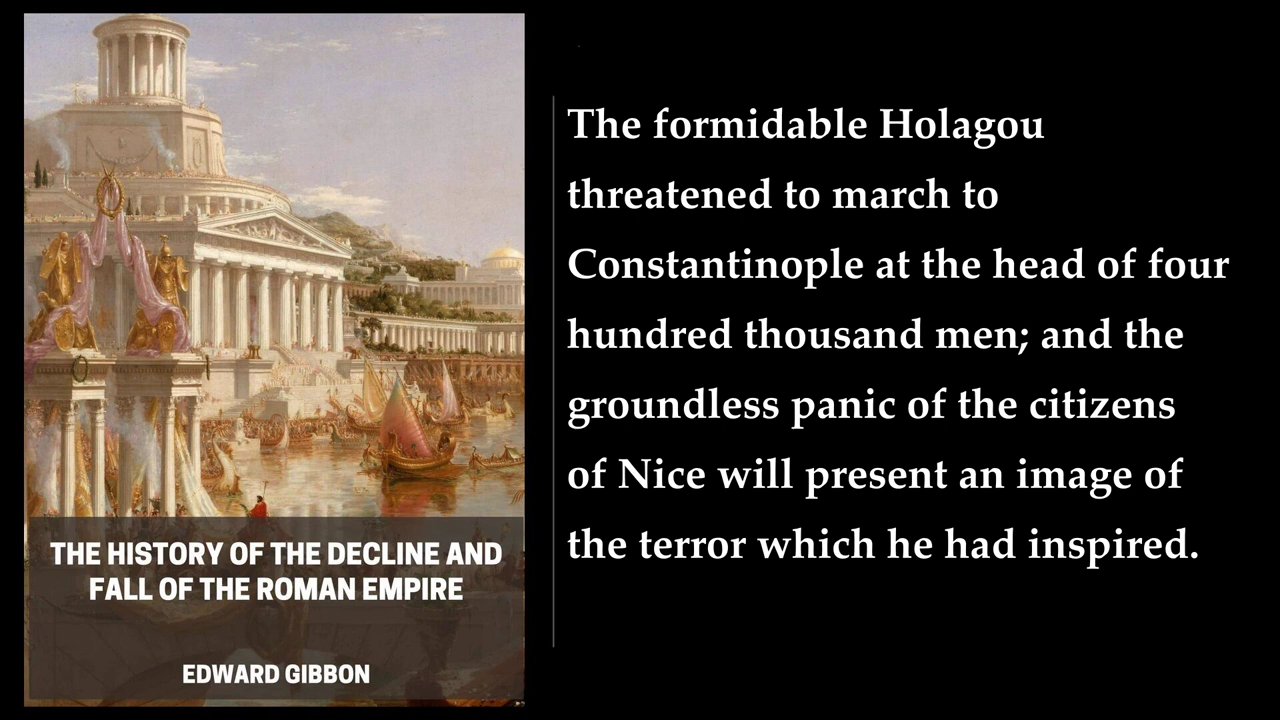 THE HISTORY OF THE DECLINE AND
FALL OF THE ROMAN EMPIRE
EDWARD GIBBON
The formidable Holagou
threatened to march to
Constantinople at the head of four
hundred thousand men; and the
groundless panic of the citizens
of Nice will present an image of
the terror which he had inspired.